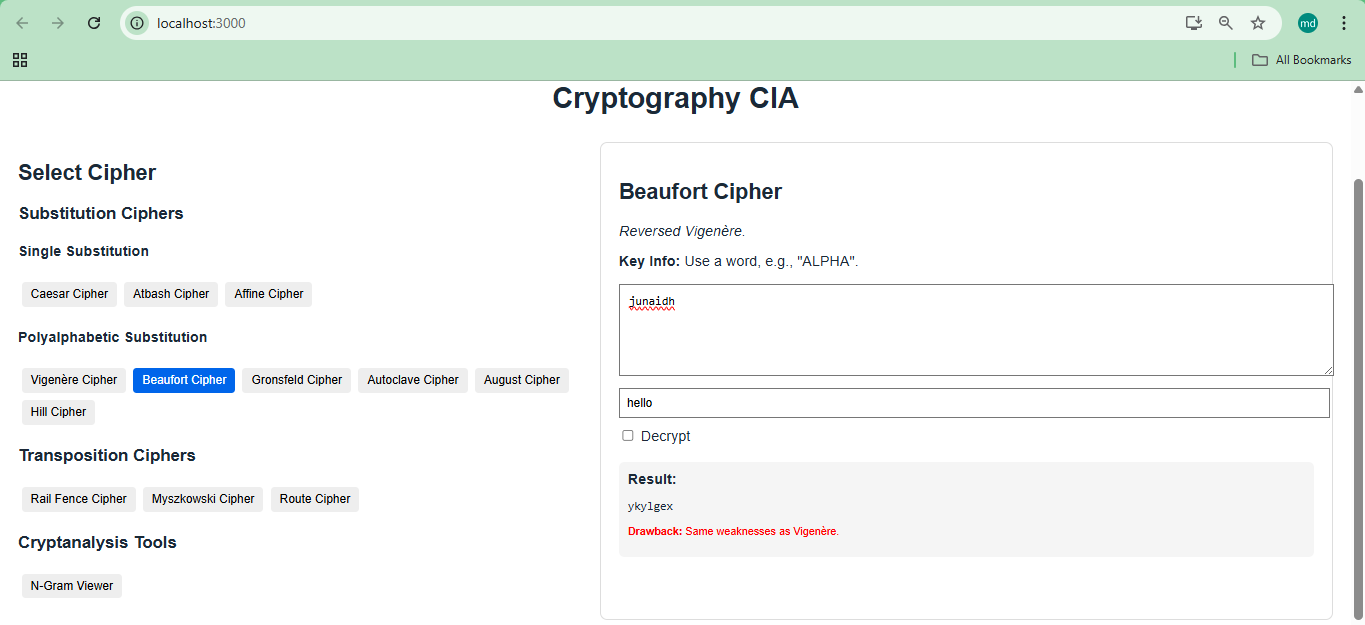 localhost:3000
md
All Bookmarks
Cryptography CIA
Select Cipher
Substitution Ciphers
Single Substitution
Caesar Cipher Atbash Cipher Affine Cipher
Polyalphabetic Substitution
Vigenère Cipher Beaufort Cipher Gronsfeld Cipher Autoclave Cipher August Cipher
Hill Cipher
Transposition Ciphers
Rail Fence Cipher Myszkowski Cipher Route Cipher
Cryptanalysis Tools
N-Gram Viewer
Beaufort Cipher
Reversed Vigenère.
Key Info: Use a word, e.g., "ALPHA".
junaidh
hello
Decrypt
Result:
ykylgex
Drawback: Same weaknesses as Vigenère.